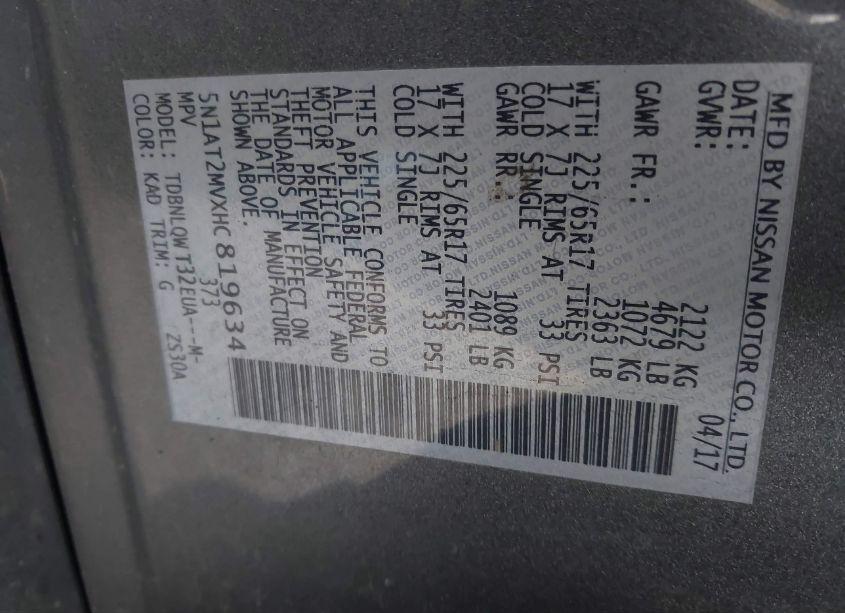 MFD BY NISSAN MOTOR CO., LTD.
DATE: 04/17
GVWR: 2122 KG
4679 LB
GAWR FR.: 1072 KG
2363 LB
WITH 225/65R17 TIRES
17 X 7J RIMS AT 33 PSI
COLD SINGLE
GAWR RR.: 1089 KG
2401 LB
WITH 225/65R17 TIRES
17 X 7J RIMS AT 33 PSI
COLD SINGLE
THIS VEHICLE CONFORMS TO
ALL APPLICABLE FEDERAL
MOTOR VEHICLE SAFETY AND
THEFT PREVENTION
STANDARDS IN EFFECT ON
THE DATE OF MANUFACTURE
SHOWN ABOVE.
5N1AT2MVXHC819634
MPV 373
MODEL: TDBNLQWT32EUA---M-
COLOR: KAD TRIM: G ZS30A